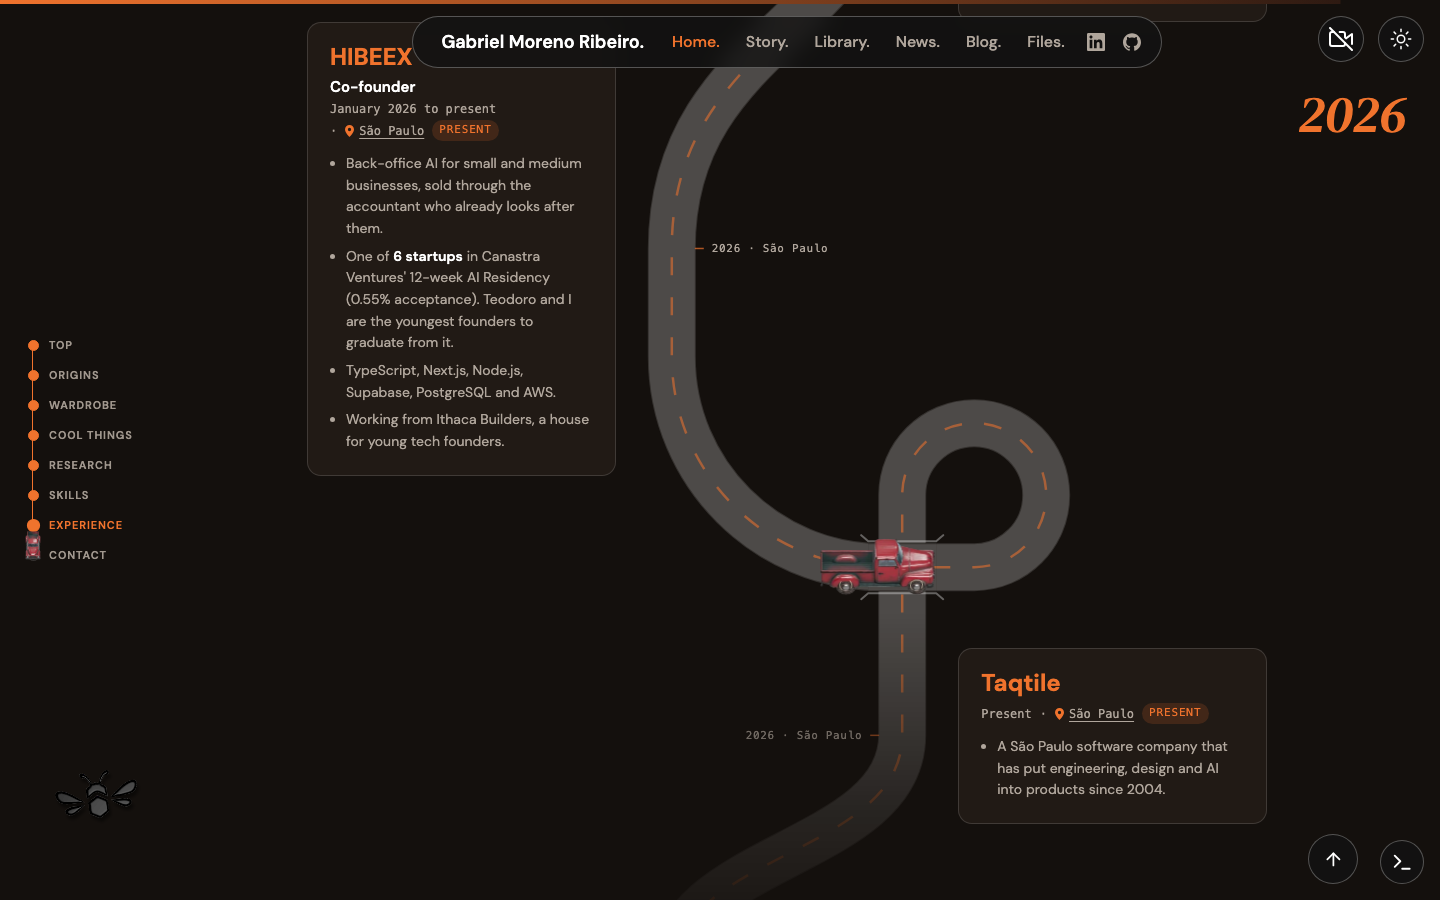 Gabriel Moreno Ribeiro. Home. Story. Library. News. Blog. Files.
2026
HIBEEX
Co-founder
January 2026 to present
· São Paulo PRESENT
Back-office AI for small and medium
businesses, sold through the
accountant who already looks after
them.
One of 6 startups in Canastra
Ventures' 12-week AI Residency
(0.55% acceptance). Teodoro and I
are the youngest founders to
graduate from it.
TypeScript, Next.js, Node.js,
Supabase, PostgreSQL and AWS.
Working from Ithaca Builders, a house
for young tech founders.
2026 · São Paulo
TOP
ORIGINS
WARDROBE
COOL THINGS
RESEARCH
SKILLS
EXPERIENCE
CONTACT
Taqtile
Present · São Paulo PRESENT
A São Paulo software company that
has put engineering, design and AI
into products since 2004.
2026 · São Paulo